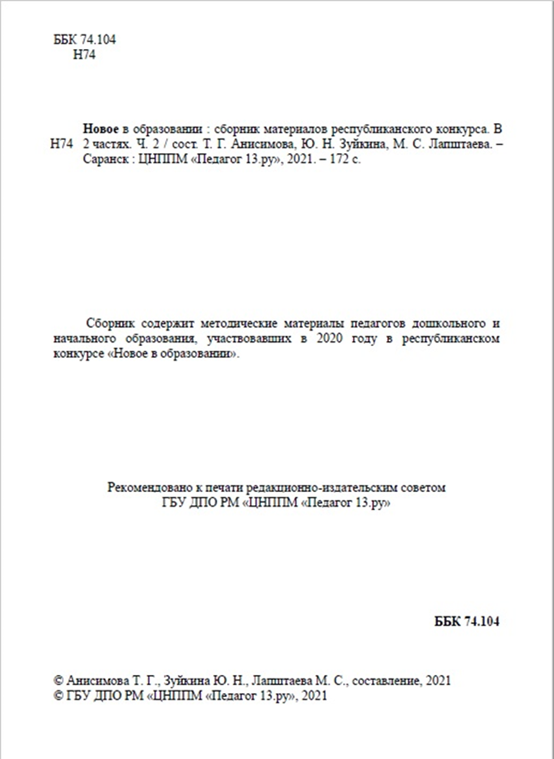 ББК 74.104
Н74
Новое в образовании : сборник материалов республиканского конкурса. В
Н74 2 частях. Ч. 2 / сост. Т. Г. Анисимова, Ю. Н. Зуйкина, М. С. Лапштаева. –
Саранск : ЦНППМ «Педагог 13.ру», 2021. – 172 с.
Сборник содержит методические материалы педагогов дошкольного и
начального образования, участвовавших в 2020 году в республиканском
конкурсе «Новое в образовании».
Рекомендовано к печати редакционно-издательским советом
ГБУ ДПО РМ «ЦНППМ «Педагог 13.ру»
ББК 74.104
© Анисимова Т. Г., Зуйкина Ю. Н., Лапштаева М. С., составление, 2021
© ГБУ ДПО РМ «ЦНППМ «Педагог 13.ру», 2021